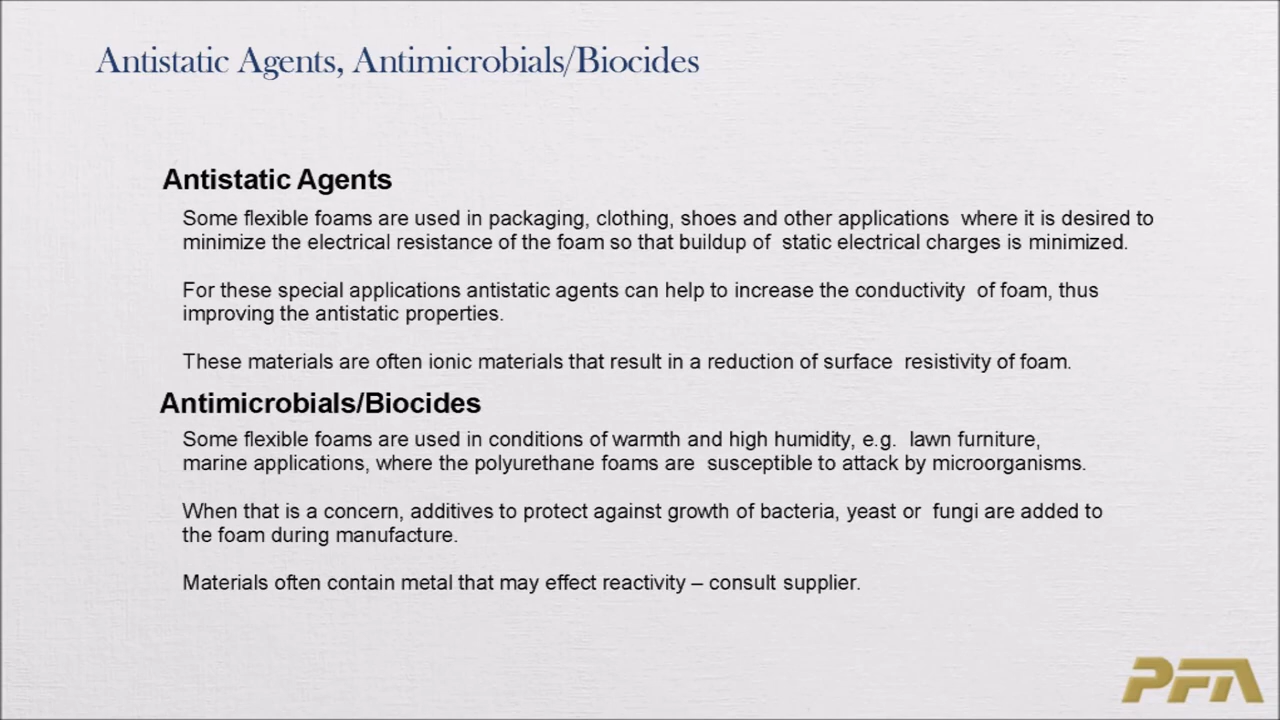 Antistatic Agents, Antimicrobials/Biocides
Antistatic Agents
Some flexible foams are used in packaging, clothing, shoes and other applications where it is desired to
minimize the electrical resistance of the foam so that buildup of static electrical charges is minimized.
For these special applications antistatic agents can help to increase the conductivity of foam, thus
improving the antistatic properties.
These materials are often ionic materials that result in a reduction of surface resistivity of foam.
Antimicrobials/Biocides
Some flexible foams are used in conditions of warmth and high humidity, e.g. lawn furniture,
marine applications, where the polyurethane foams are susceptible to attack by microorganisms.
When that is a concern, additives to protect against growth of bacteria, yeast or fungi are added to
the foam during manufacture.
Materials often contain metal that may effect reactivity – consult supplier.
PFA